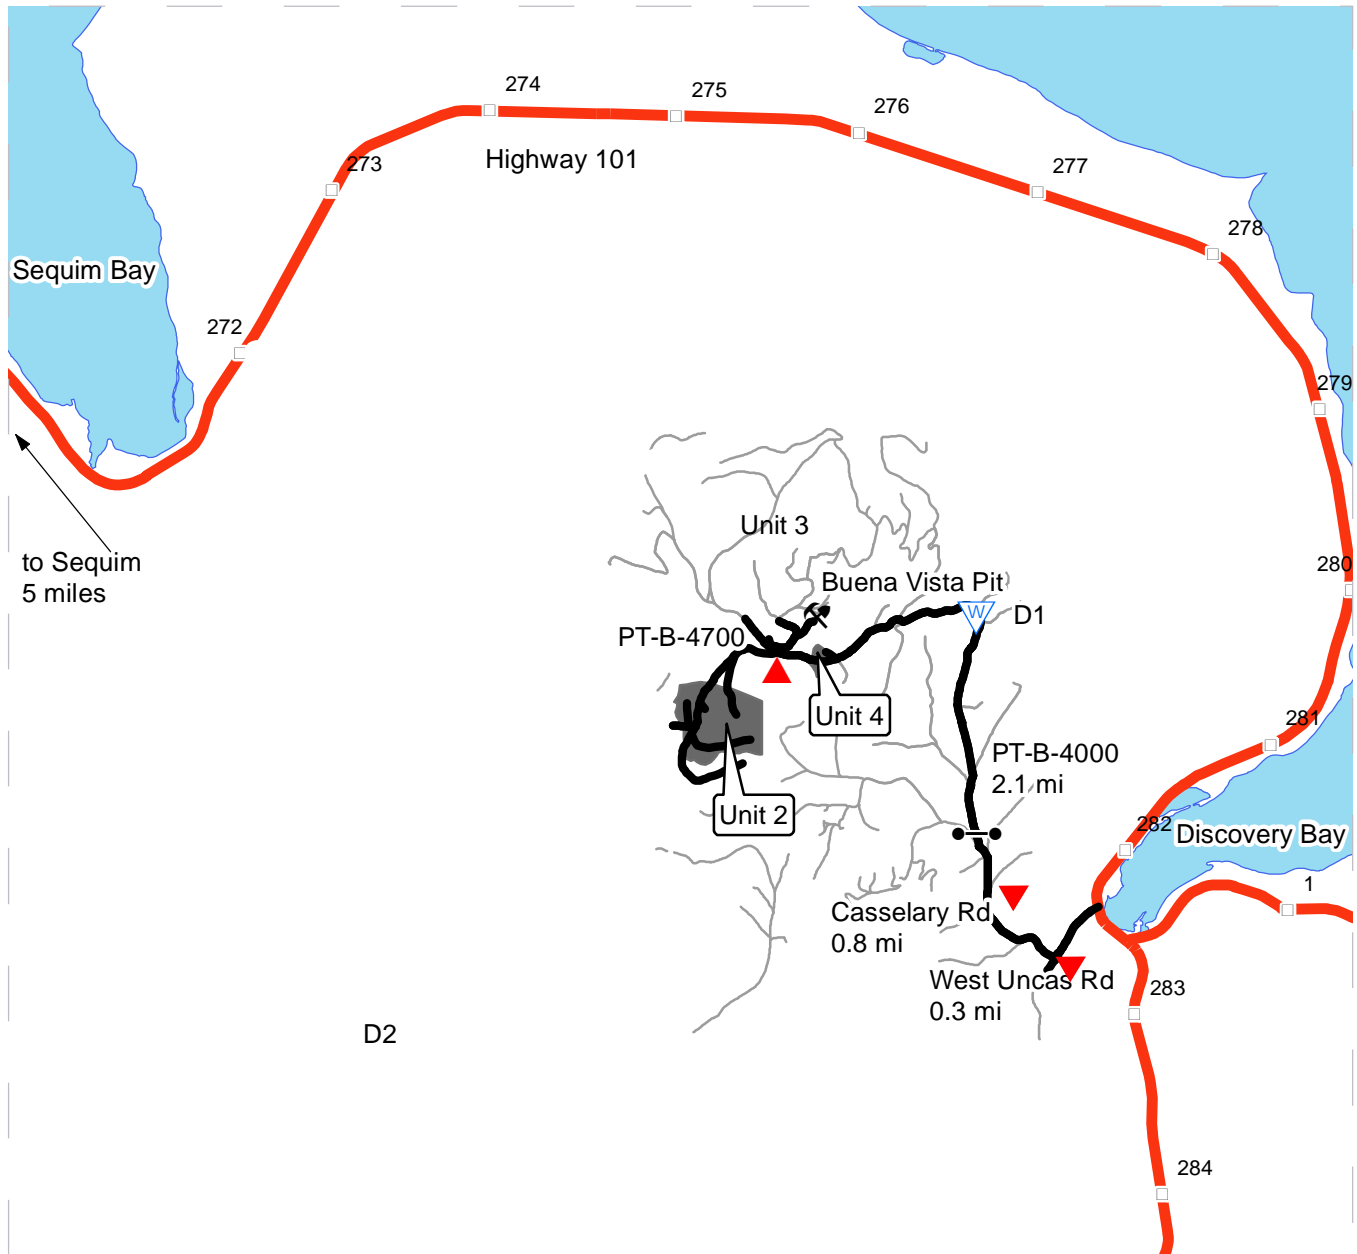 274
275
276
Highway 101
273
277
278
Sequim Bay
272
279
Unit 3
to Sequim
5 miles
280
Buena Vista Pit
W
D1
PT-B-4700
Unit 4
281
PT-B-4000
2.1 mi
Unit 2
282
Discovery Bay
1
Casselary Rd
0.8 mi
West Uncas Rd
0.3 mi
283
D2
284